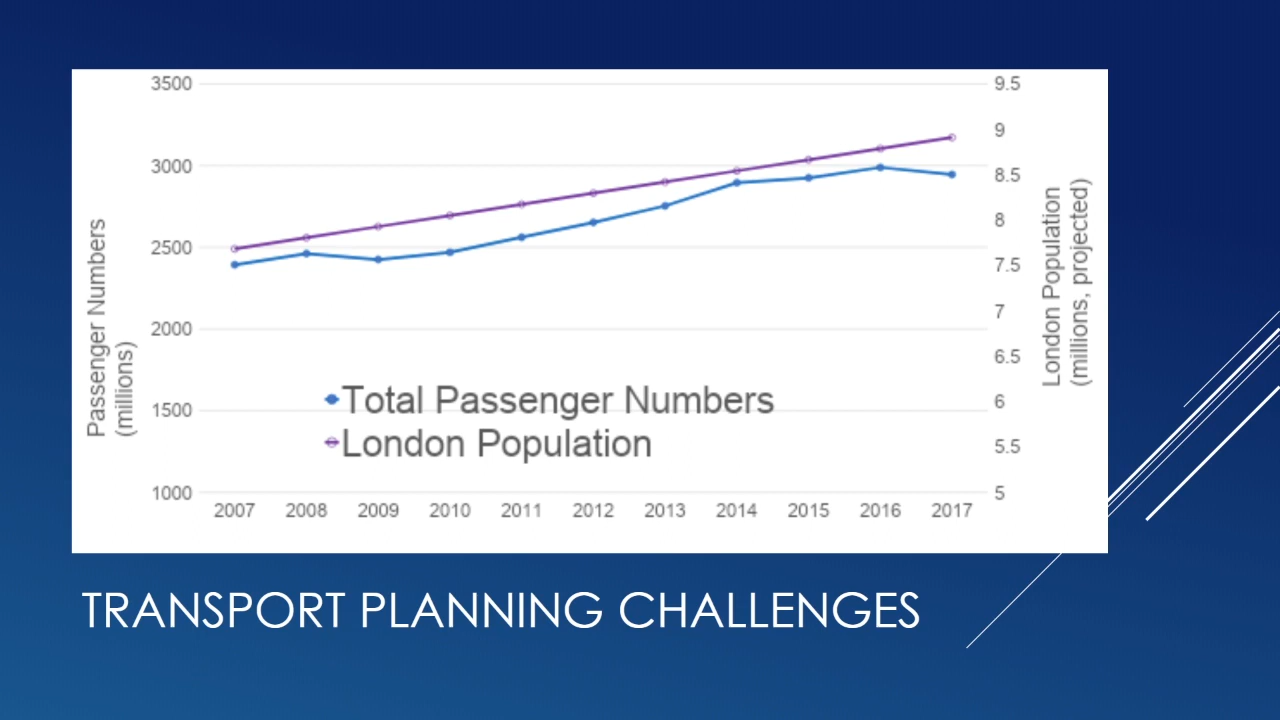 3500
3000
2500
2000
1500
1000
Passenger Numbers
(millions)
9.5
9
8.5
8
7.5
7
6.5
6
5.5
5
London Population
(millions, projected)
Total Passenger Numbers
London Population
2007 2008 2009 2010 2011 2012 2013 2014 2015 2016 2017
TRANSPORT PLANNING CHALLENGES